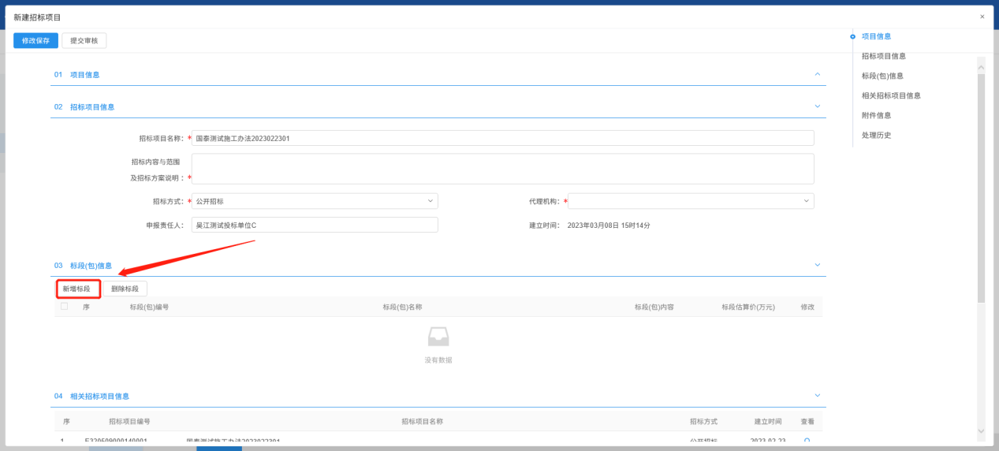 新建招标项目
×
修改保存 提交审核
项目信息
招标项目信息
标段(包)信息
相关招标项目信息
附件信息
处理历史
01 项目信息
02 招标项目信息
招标项目名称: * 国泰测试施工办法2023022301
招标内容与范围
及招标方案说明: *
招标方式: * 公开招标 代理机构: *
申报责任人: 吴江测试投标单位C 建立时间: 2023年03月08日 15时14分
03 标段(包)信息
新增标段 删除标段
序 标段(包)编号 标段(包)名称 标段(包)内容 标段估算价(万元) 修改
没有数据
04 相关招标项目信息
序 招标项目编号 招标项目名称 招标方式 建立时间 查看
1 E320509000140001 国泰测试施工办法2023022301 公开招标 2023-02-23